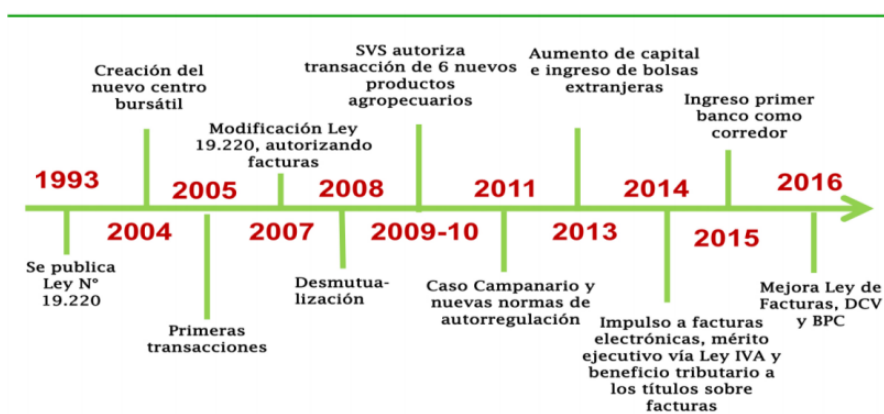 1993
Se publica
Ley N°
19.220
Creación del
nuevo centro
bursátil
2004
2005
Primeras
transacciones
Modificación Ley
19.220, autorizando
facturas
2007
2008
Desmutua-
lización
SVS autoriza
transacción de 6 nuevos
productos
agropecuarios
2009-10
2011
Caso Campanario y
nuevas normas de
autorregulación
Aumento de capital
e ingreso de bolsas
extranjeras
2013
2014
Impulso a facturas
electrónicas, mérito
ejecutivo vía Ley IVA y
beneficio tributario a
los títulos sobre
facturas
Ingreso primer
banco como
corredor
2015
2016
Mejora Ley de
Facturas, DCV
y BPC